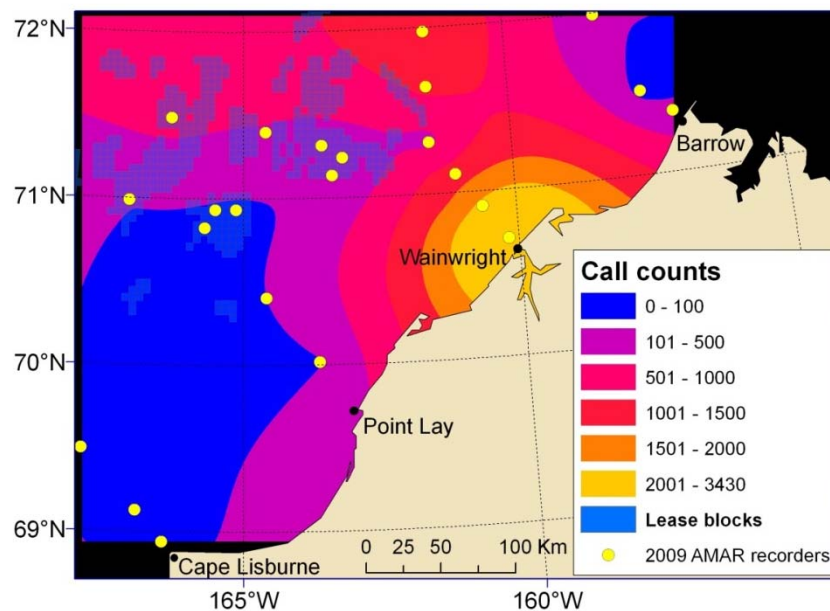 72°N
71°N
70°N
69°N
Barrow
Wainwright
Point Lay
Cape Lisburne
0 25 50 100 Km
165°W 160°W
Call counts
0 - 100
101 - 500
501 - 1000
1001 - 1500
1501 - 2000
2001 - 3430
Lease blocks
2009 AMAR recorders